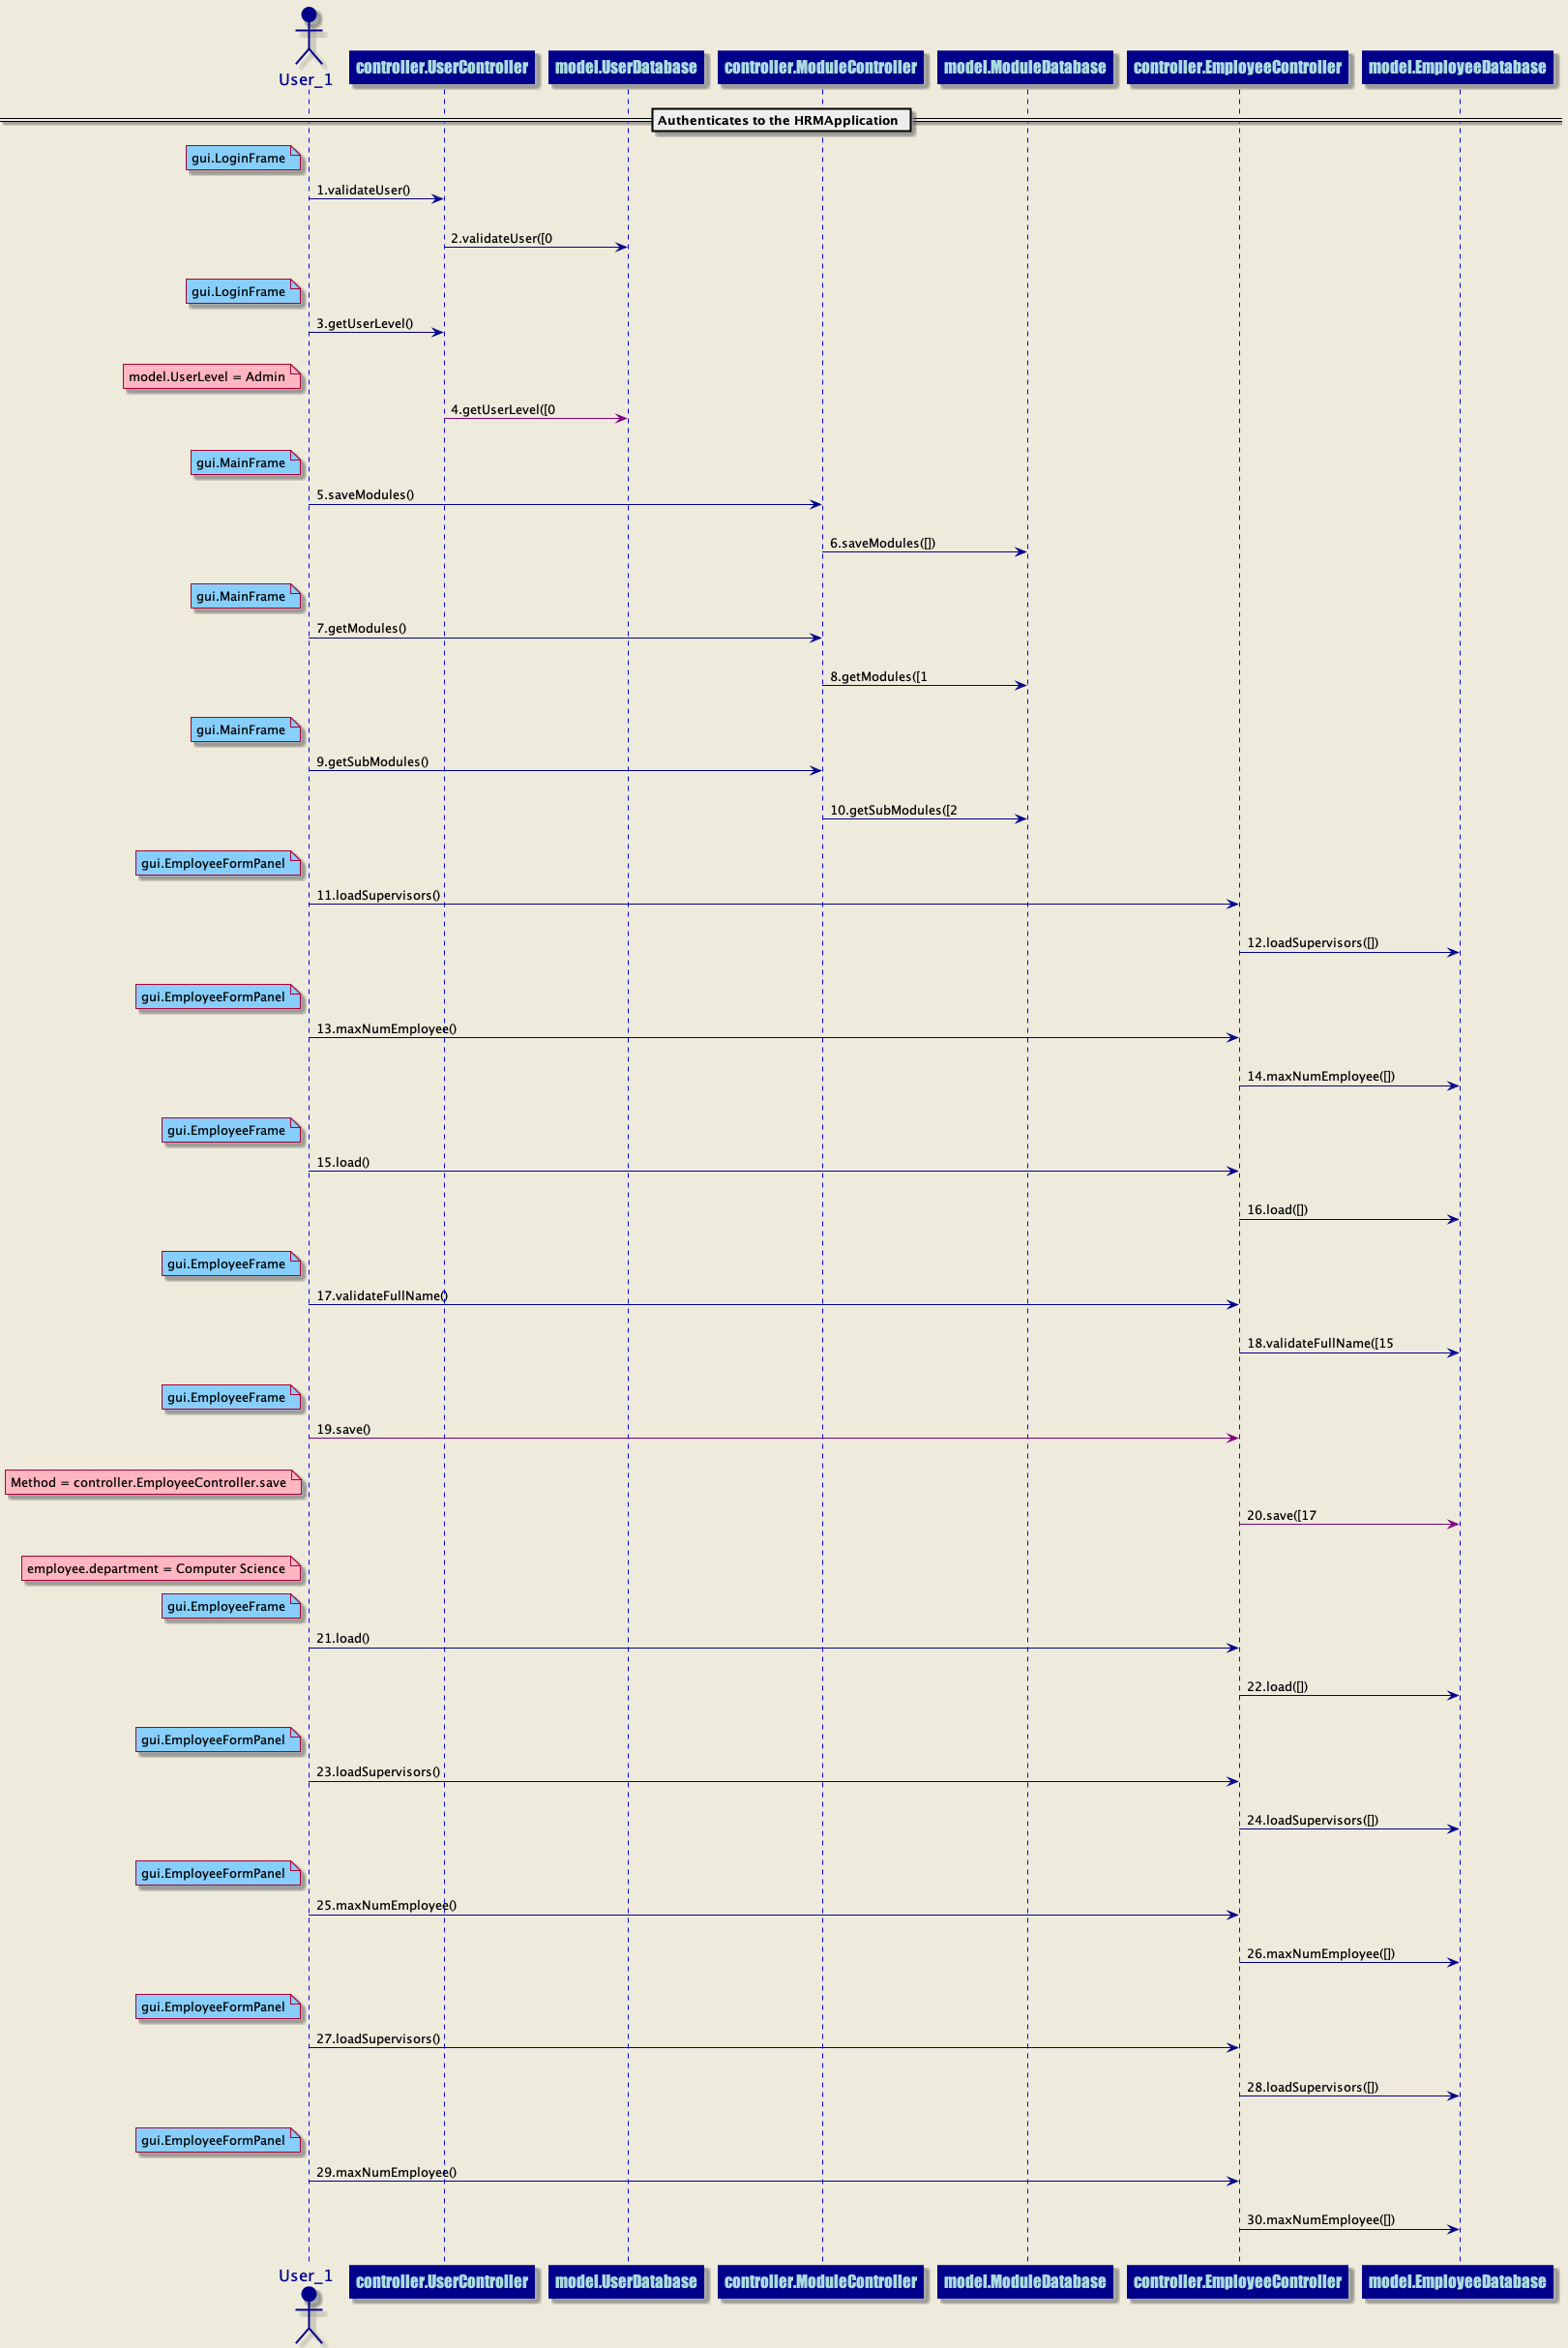 User_1
controller.UserController
model.UserDatabase
controller.ModuleController
model.ModuleDatabase
controller.EmployeeController
model.EmployeeDatabase
Authenticates to the HRMApplication
gui.LoginFrame
1.validateUser()
2.validateUser([0
gui.LoginFrame
3.getUserLevel()
model.UserLevel = Admin
4.getUserLevel([0
gui.MainFrame
5.saveModules()
6.saveModules([])
gui.MainFrame
7.getModules()
8.getModules([1
gui.MainFrame
9.getSubModules()
10.getSubModules([2
gui.EmployeeFormPanel
11.loadSupervisors()
12.loadSupervisors([])
gui.EmployeeFormPanel
13.maxNumEmployee()
14.maxNumEmployee([])
gui.EmployeeFrame
15.load()
16.load([])
gui.EmployeeFrame
17.validateFullName()
18.validateFullName([15
gui.EmployeeFrame
19.save()
Method = controller.EmployeeController.save
20.save([17
employee.department = Computer Science
gui.EmployeeFrame
21.load()
22.load([])
gui.EmployeeFormPanel
23.loadSupervisors()
24.loadSupervisors([])
gui.EmployeeFormPanel
25.maxNumEmployee()
26.maxNumEmployee([])
gui.EmployeeFormPanel
27.loadSupervisors()
28.loadSupervisors([])
gui.EmployeeFormPanel
29.maxNumEmployee()
30.maxNumEmployee([])
User_1
controller.UserController
model.UserDatabase
controller.ModuleController
model.ModuleDatabase
controller.EmployeeController
model.EmployeeDatabase